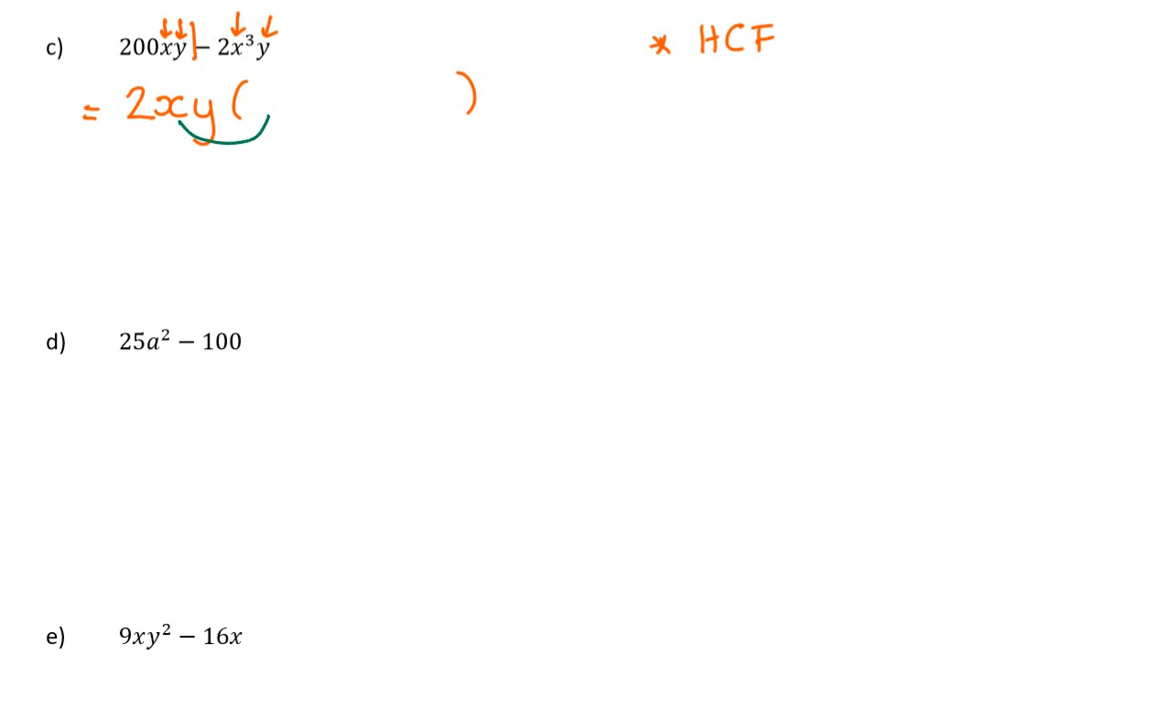 c) 200xy − 2x³y
* HCF
= 2xy ( )
d) 25a² − 100
e) 9xy² − 16x